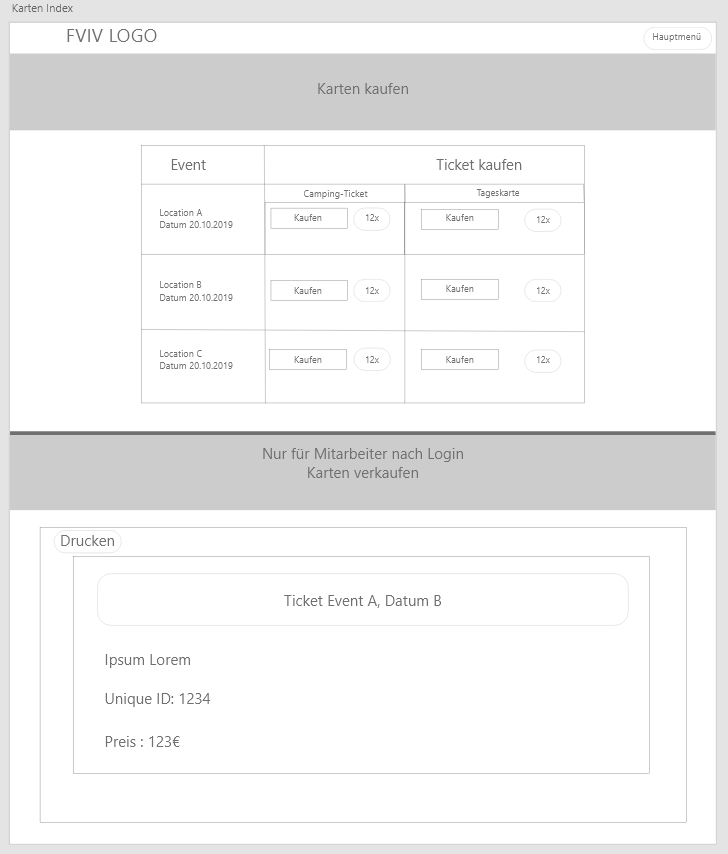 Karten Index
FVIV LOGO
Hauptmenü
Karten kaufen
Event
Ticket kaufen
Camping-Ticket
Tageskarte
Location A
Datum 20.10.2019
Kaufen
12x
Kaufen
12x
Location B
Datum 20.10.2019
Kaufen
12x
Kaufen
12x
Location C
Datum 20.10.2019
Kaufen
12x
Kaufen
12x
Nur für Mitarbeiter nach Login
Karten verkaufen
Drucken
Ticket Event A, Datum B
Ipsum Lorem
Unique ID: 1234
Preis : 123€